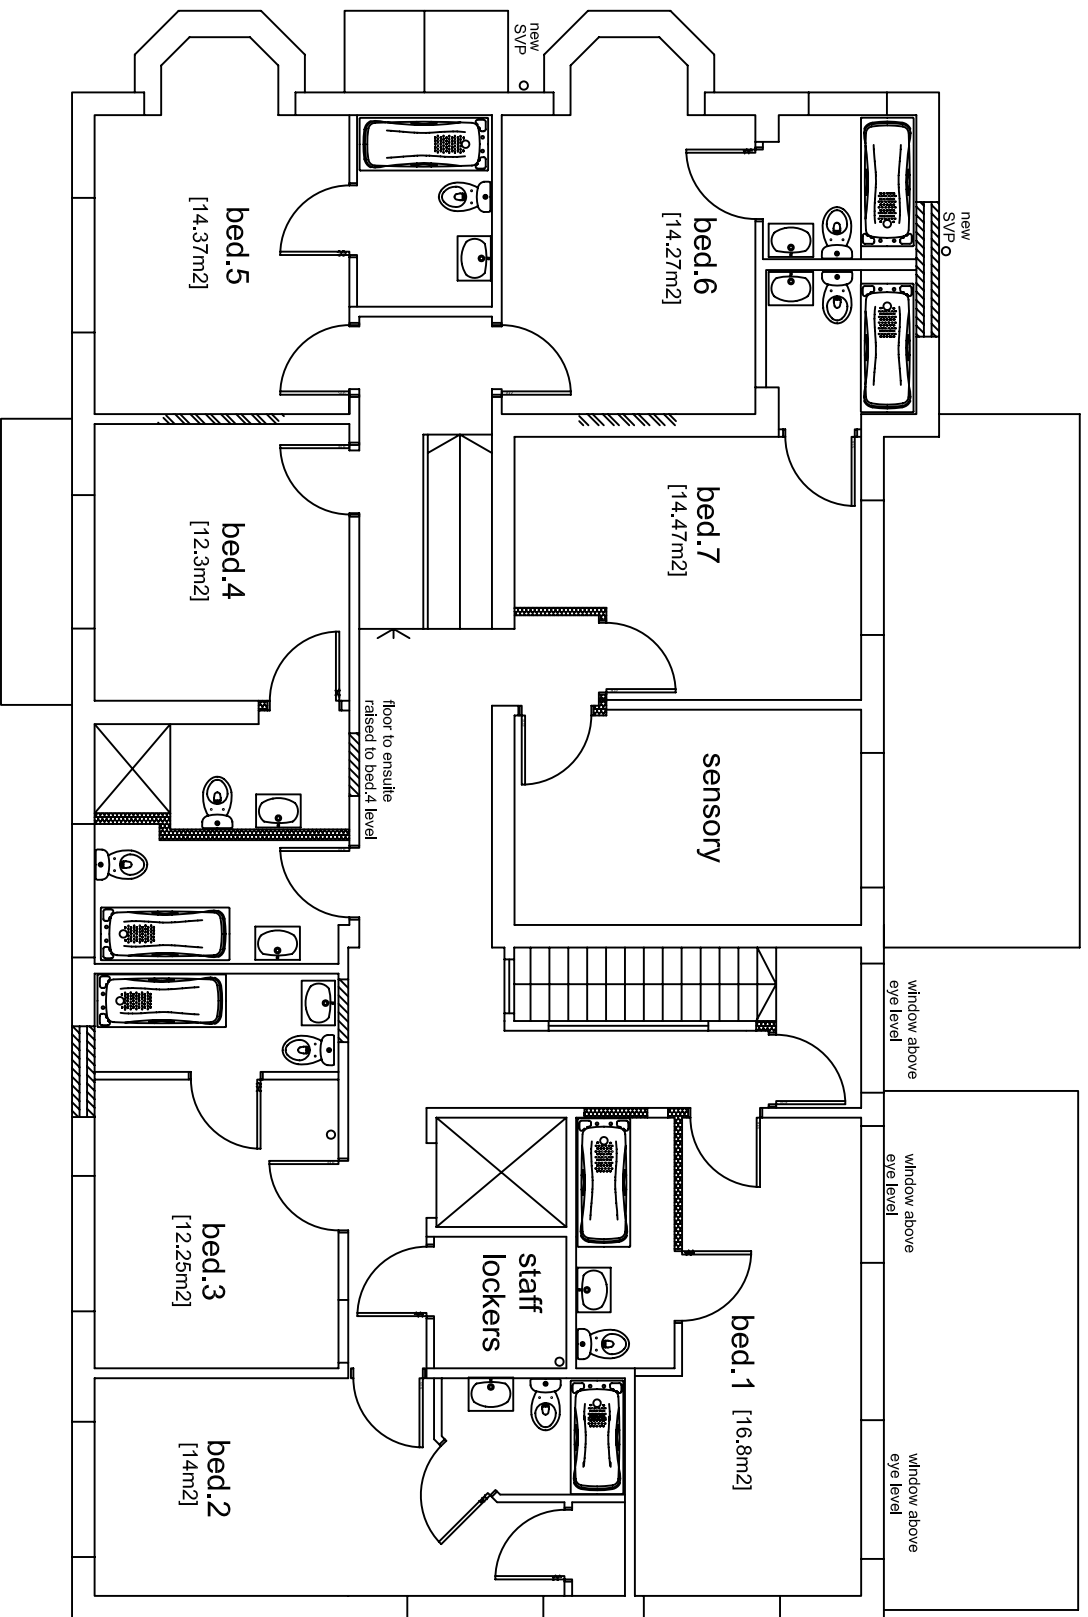 new
SVP
new
SVP
bed.5
[14.37m2]
bed.6
[14.27m2]
bed.7
[14.47m2]
bed.4
[12.3m2]
floor to ensuite
raised to bed.4 level
sensory
window above
eye level
window above
eye level
bed.3
[12.25m2]
staff
lockers
bed.1 [16.8m2]
bed.2
[14m2]
window above
eye level